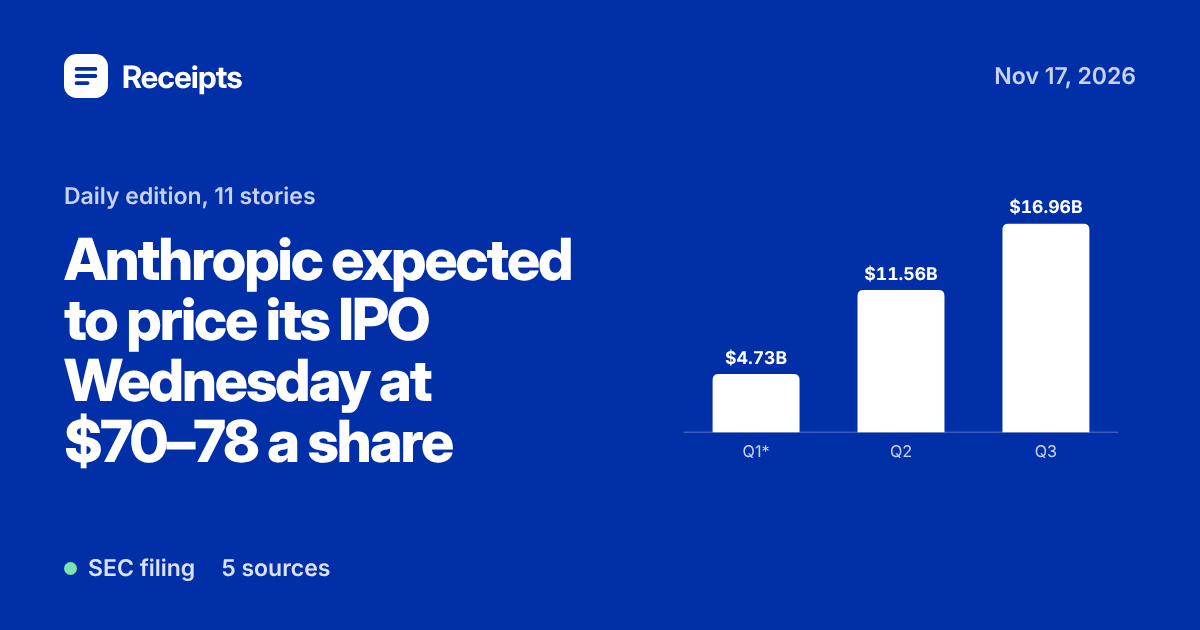 Receipts
Nov 17, 2026
Daily edition, 11 stories
Anthropic expected
to price its IPO
Wednesday at
$70–78 a share
$4.73B
$11.56B
$16.96B
Q1*
Q2
Q3
SEC filing
5 sources